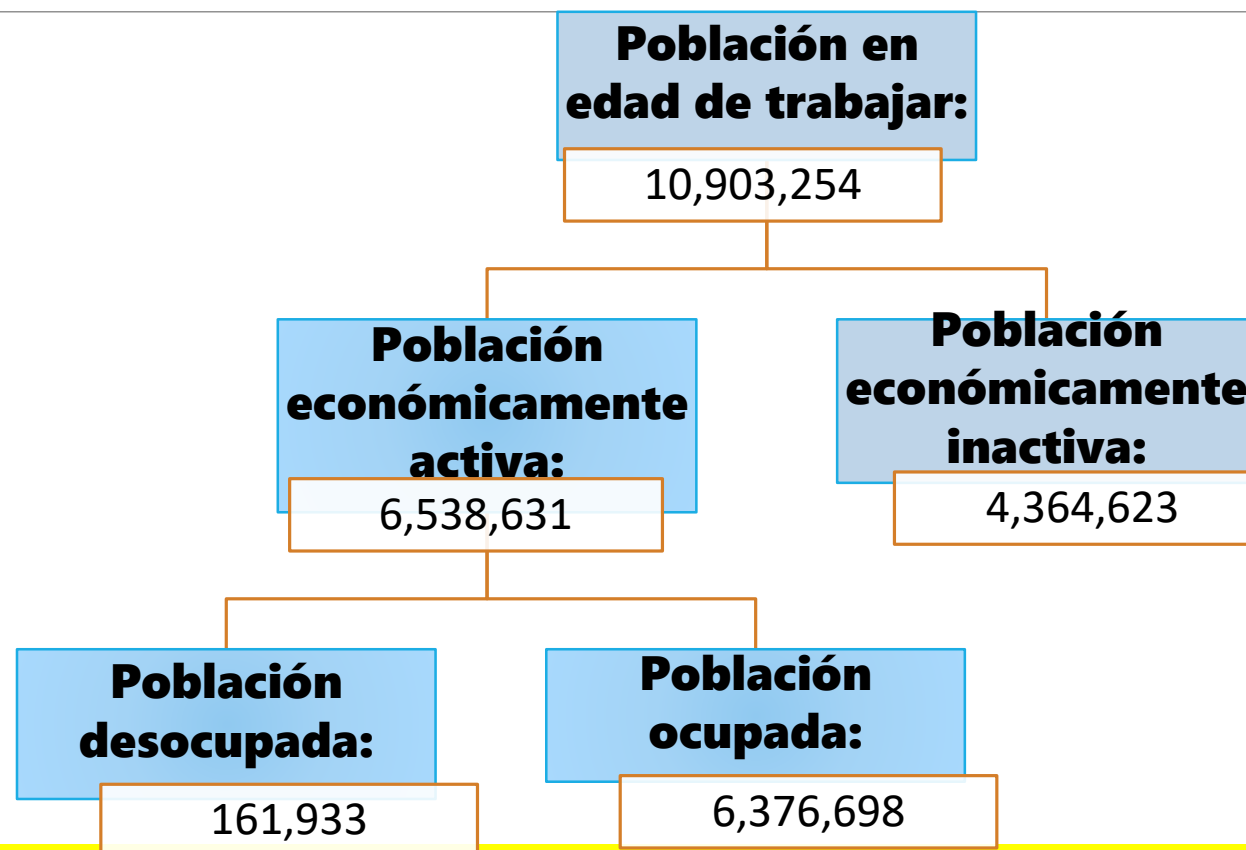 Población en
edad de trabajar:
10,903,254
Población
económicamente
activa:
6,538,631
Población
económicamente
inactiva:
4,364,623
Población
desocupada:
161,933
Población
ocupada:
6,376,698